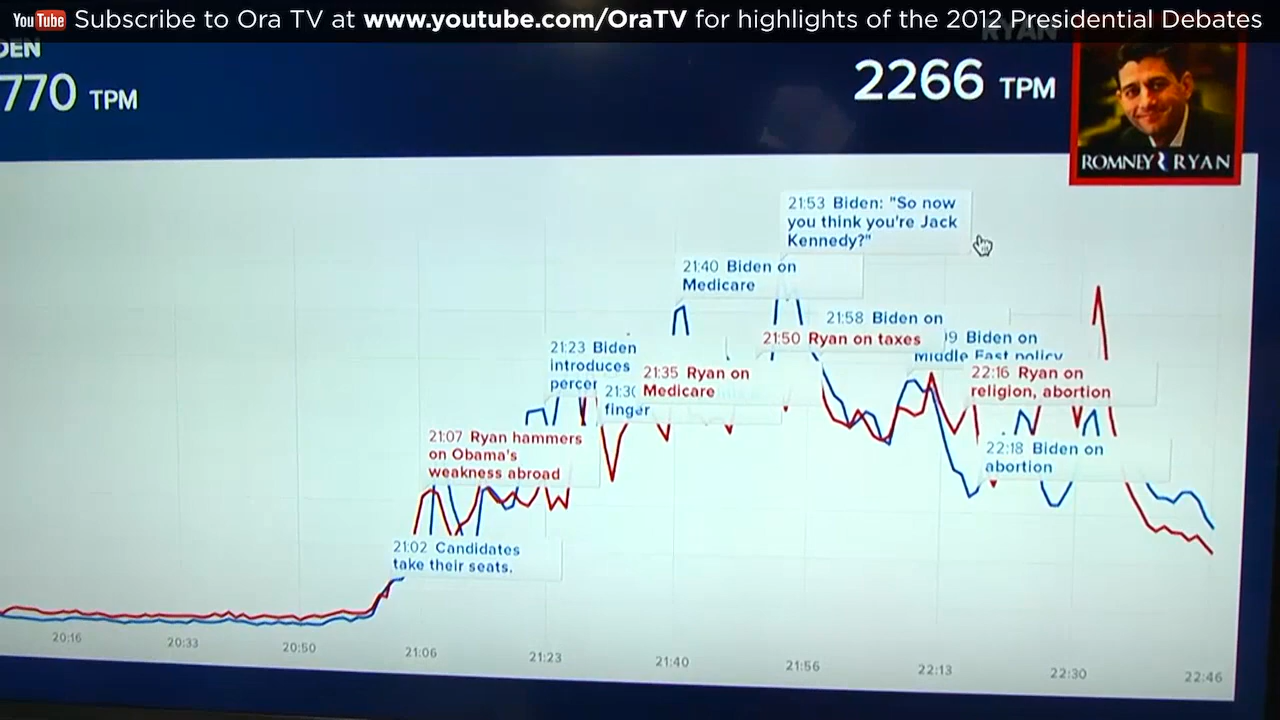 YouTube Subscribe to Ora TV at www.youtube.com/OraTV for highlights of the 2012 Presidential Debates
RYAN
770 TPM
2266 TPM
ROMNEY RYAN
21:53 Biden: "So now
you think you're Jack
Kennedy?"
21:40 Biden on
Medicare
21:58 Biden on
21:50 Ryan on taxes
Biden on
Middle East policy
21:23 Biden
introduces
21:35 Ryan on
Medicare
finger
22:16 Ryan on
religion, abortion
21:07 Ryan hammers
on Obama's
weakness abroad
22:18 Biden on
abortion
21:02 Candidates
take their seats.
20:16 20:33 20:50 21:06 21:23 21:40 21:56 22:13 22:30 22:46